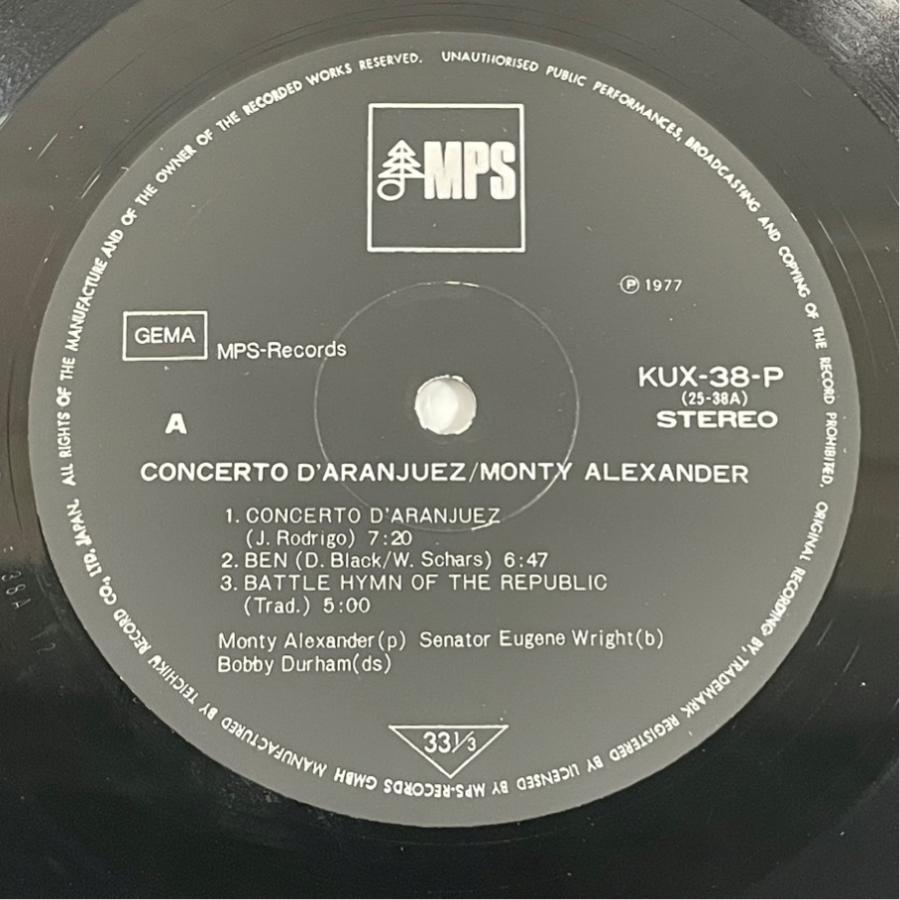 ALL RIGHTS OF THE MANUFACTURE AND OF THE OWNER OF THE RECORDED WORKS RESERVED. UNAUTHORISED PUBLIC PERFORMANCES, BROADCASTING AND COPYING OF THE RECORD PROHIBITED. ORIGINAL RECORDING BY, TRADEMARK REGISTERED BY LICENSED BY MPS-RECORDS GMBH MANUFACTURED BY TEICHIKU RECORD CO., LTD. JAPAN.
MPS
Ⓟ 1977
GEMA
MPS-Records
KUX-38-P
(25-38A)
A
STEREO
CONCERTO D'ARANJUEZ/MONTY ALEXANDER
1. CONCERTO D'ARANJUEZ
(J. Rodrigo) 7:20
2. BEN (D. Black/W. Schars) 6:47
3. BATTLE HYMN OF THE REPUBLIC
(Trad.) 5:00
Monty Alexander(p) Senator Eugene Wright(b)
Bobby Durham(ds)
33⅓